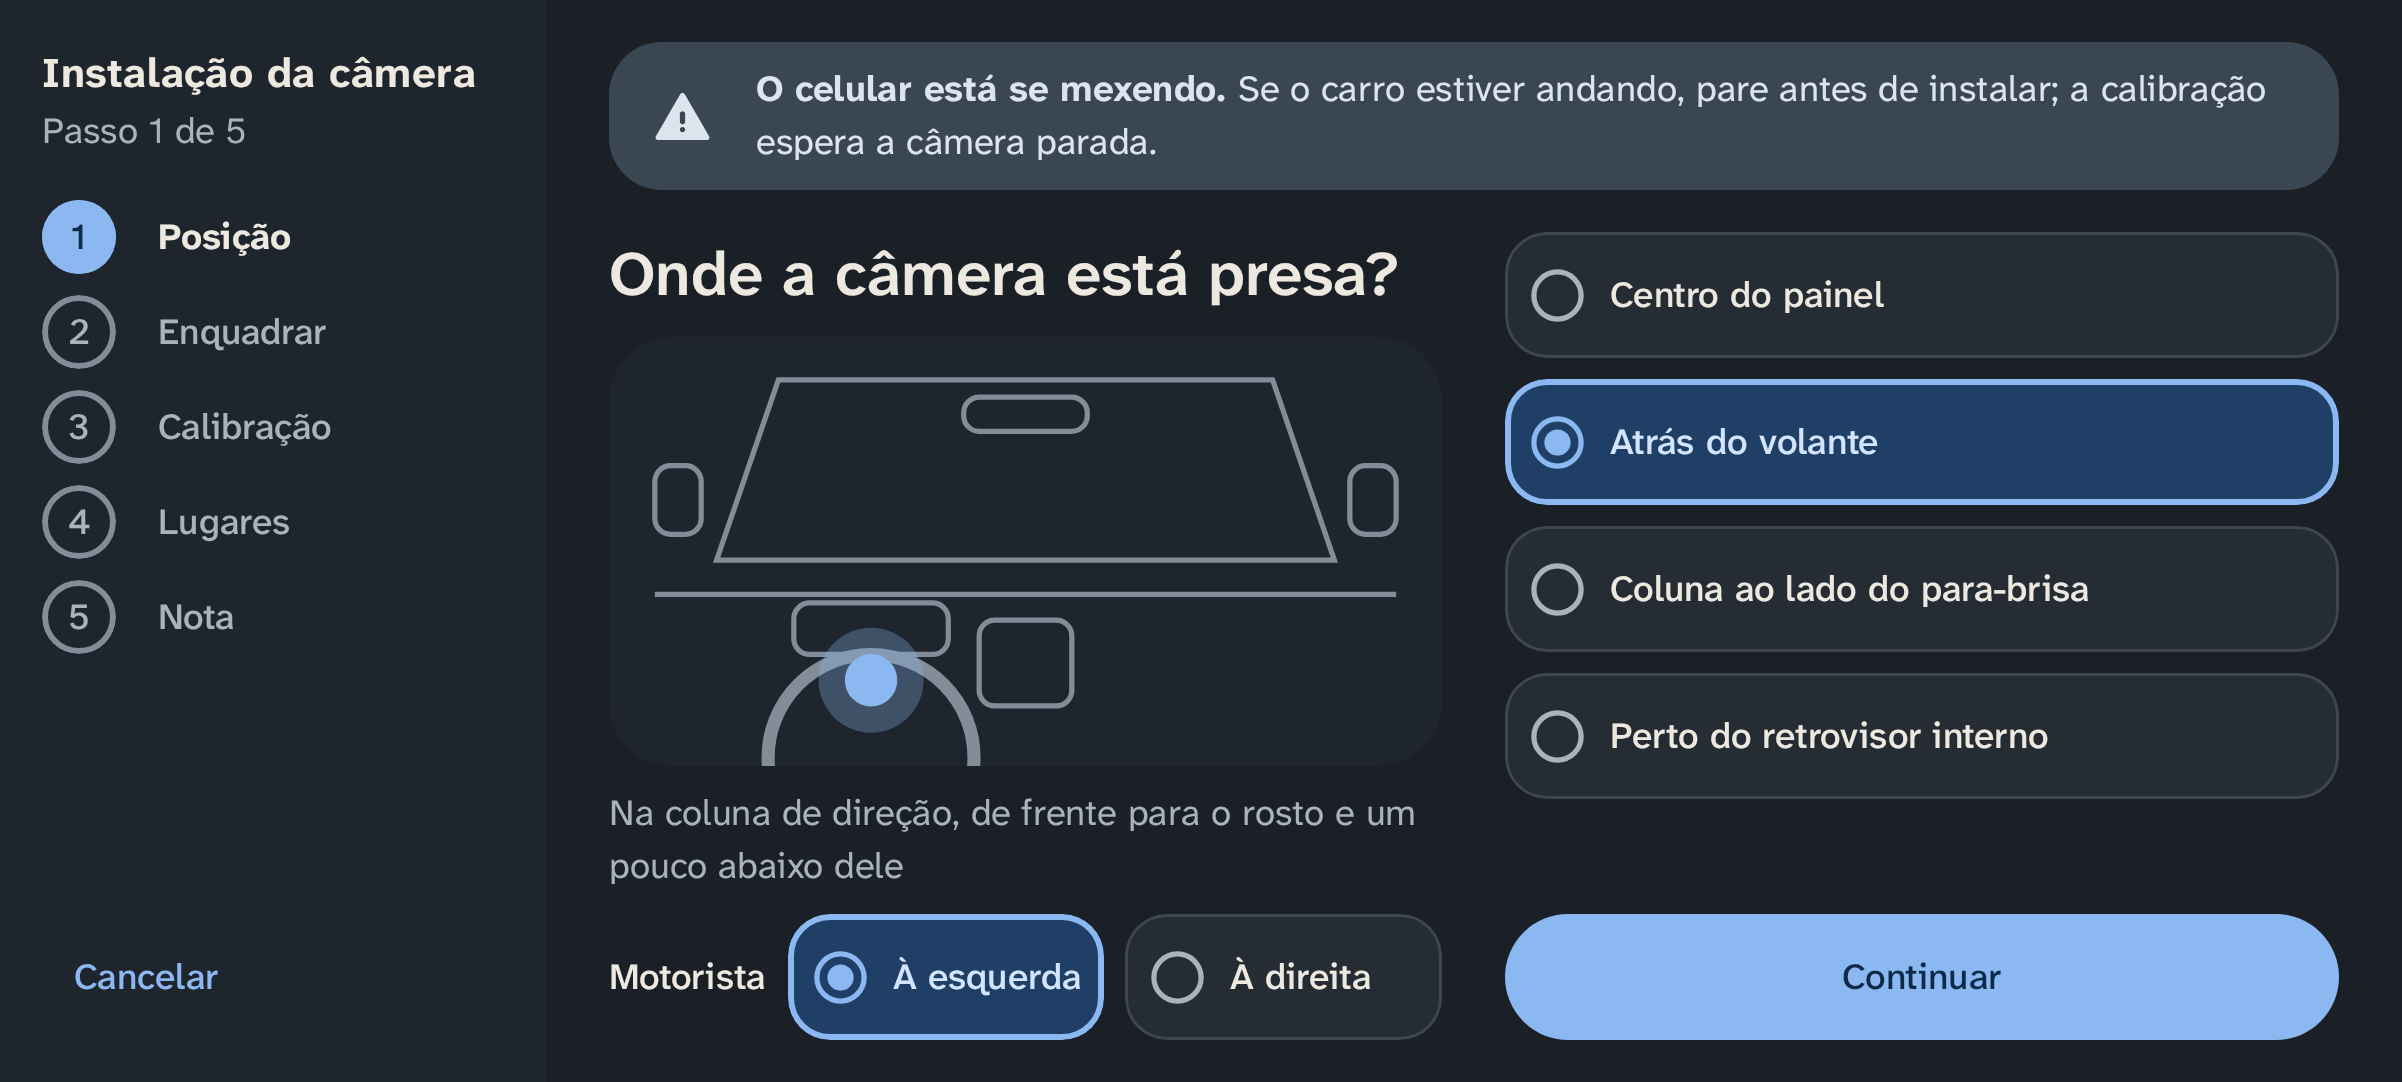 Instalação da câmera
Passo 1 de 5
1 Posição
2 Enquadrar
3 Calibração
4 Lugares
5 Nota
Cancelar
O celular está se mexendo. Se o carro estiver andando, pare antes de instalar; a calibração
espera a câmera parada.
Onde a câmera está presa?
Na coluna de direção, de frente para o rosto e um
pouco abaixo dele
Motorista
À esquerda
À direita
Centro do painel
Atrás do volante
Coluna ao lado do para-brisa
Perto do retrovisor interno
Continuar